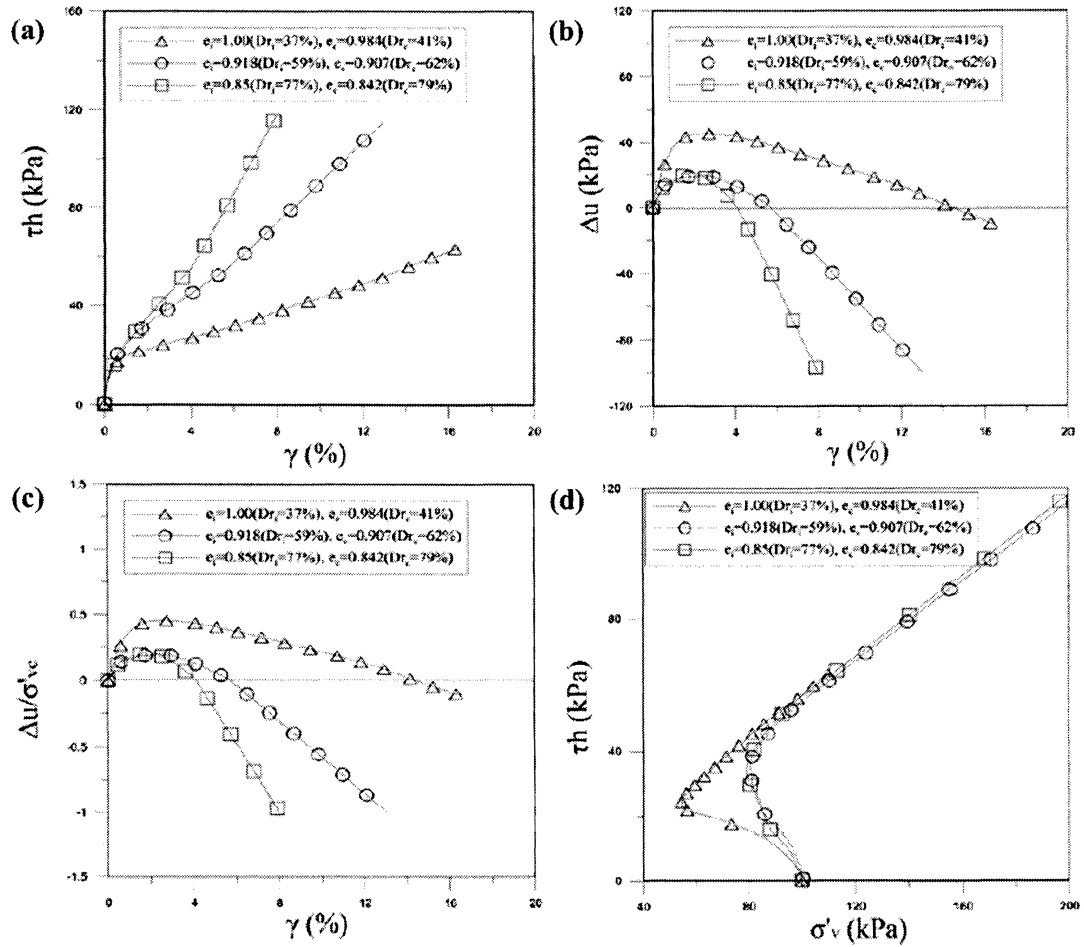 (a)
160
120
80
40
0
τh (kPa)
0 4 8 12 16 20
γ (%)
e_i=1.00(Dr_i=37%), e_c=0.984(Dr_c=41%)
e_i=0.918(Dr_i=59%), e_c=0.907(Dr_c=62%)
e_i=0.85(Dr_i=77%), e_c=0.842(Dr_c=79%)
(b)
120
80
40
0
-40
-80
-120
Δu (kPa)
0 4 8 12 16 20
γ (%)
e_i=1.00(Dr_i=37%), e_c=0.984(Dr_c=41%)
e_i=0.918(Dr_i=59%), e_c=0.907(Dr_c=62%)
e_i=0.85(Dr_i=77%), e_c=0.842(Dr_c=79%)
(c)
1.5
1
0.5
0
-0.5
-1
-1.5
Δu/σ'vc
0 4 8 12 16 20
γ (%)
e_i=1.00(Dr_i=37%), e_c=0.984(Dr_c=41%)
e_i=0.918(Dr_i=59%), e_c=0.907(Dr_c=62%)
e_i=0.85(Dr_i=77%), e_c=0.842(Dr_c=79%)
(d)
120
80
40
0
τh (kPa)
40 80 120 160 200
σ'v (kPa)
e_i=1.00(Dr_i=37%), e_c=0.984(Dr_c=41%)
e_i=0.918(Dr_i=59%), e_c=0.907(Dr_c=62%)
e_i=0.85(Dr_i=77%), e_c=0.842(Dr_c=79%)